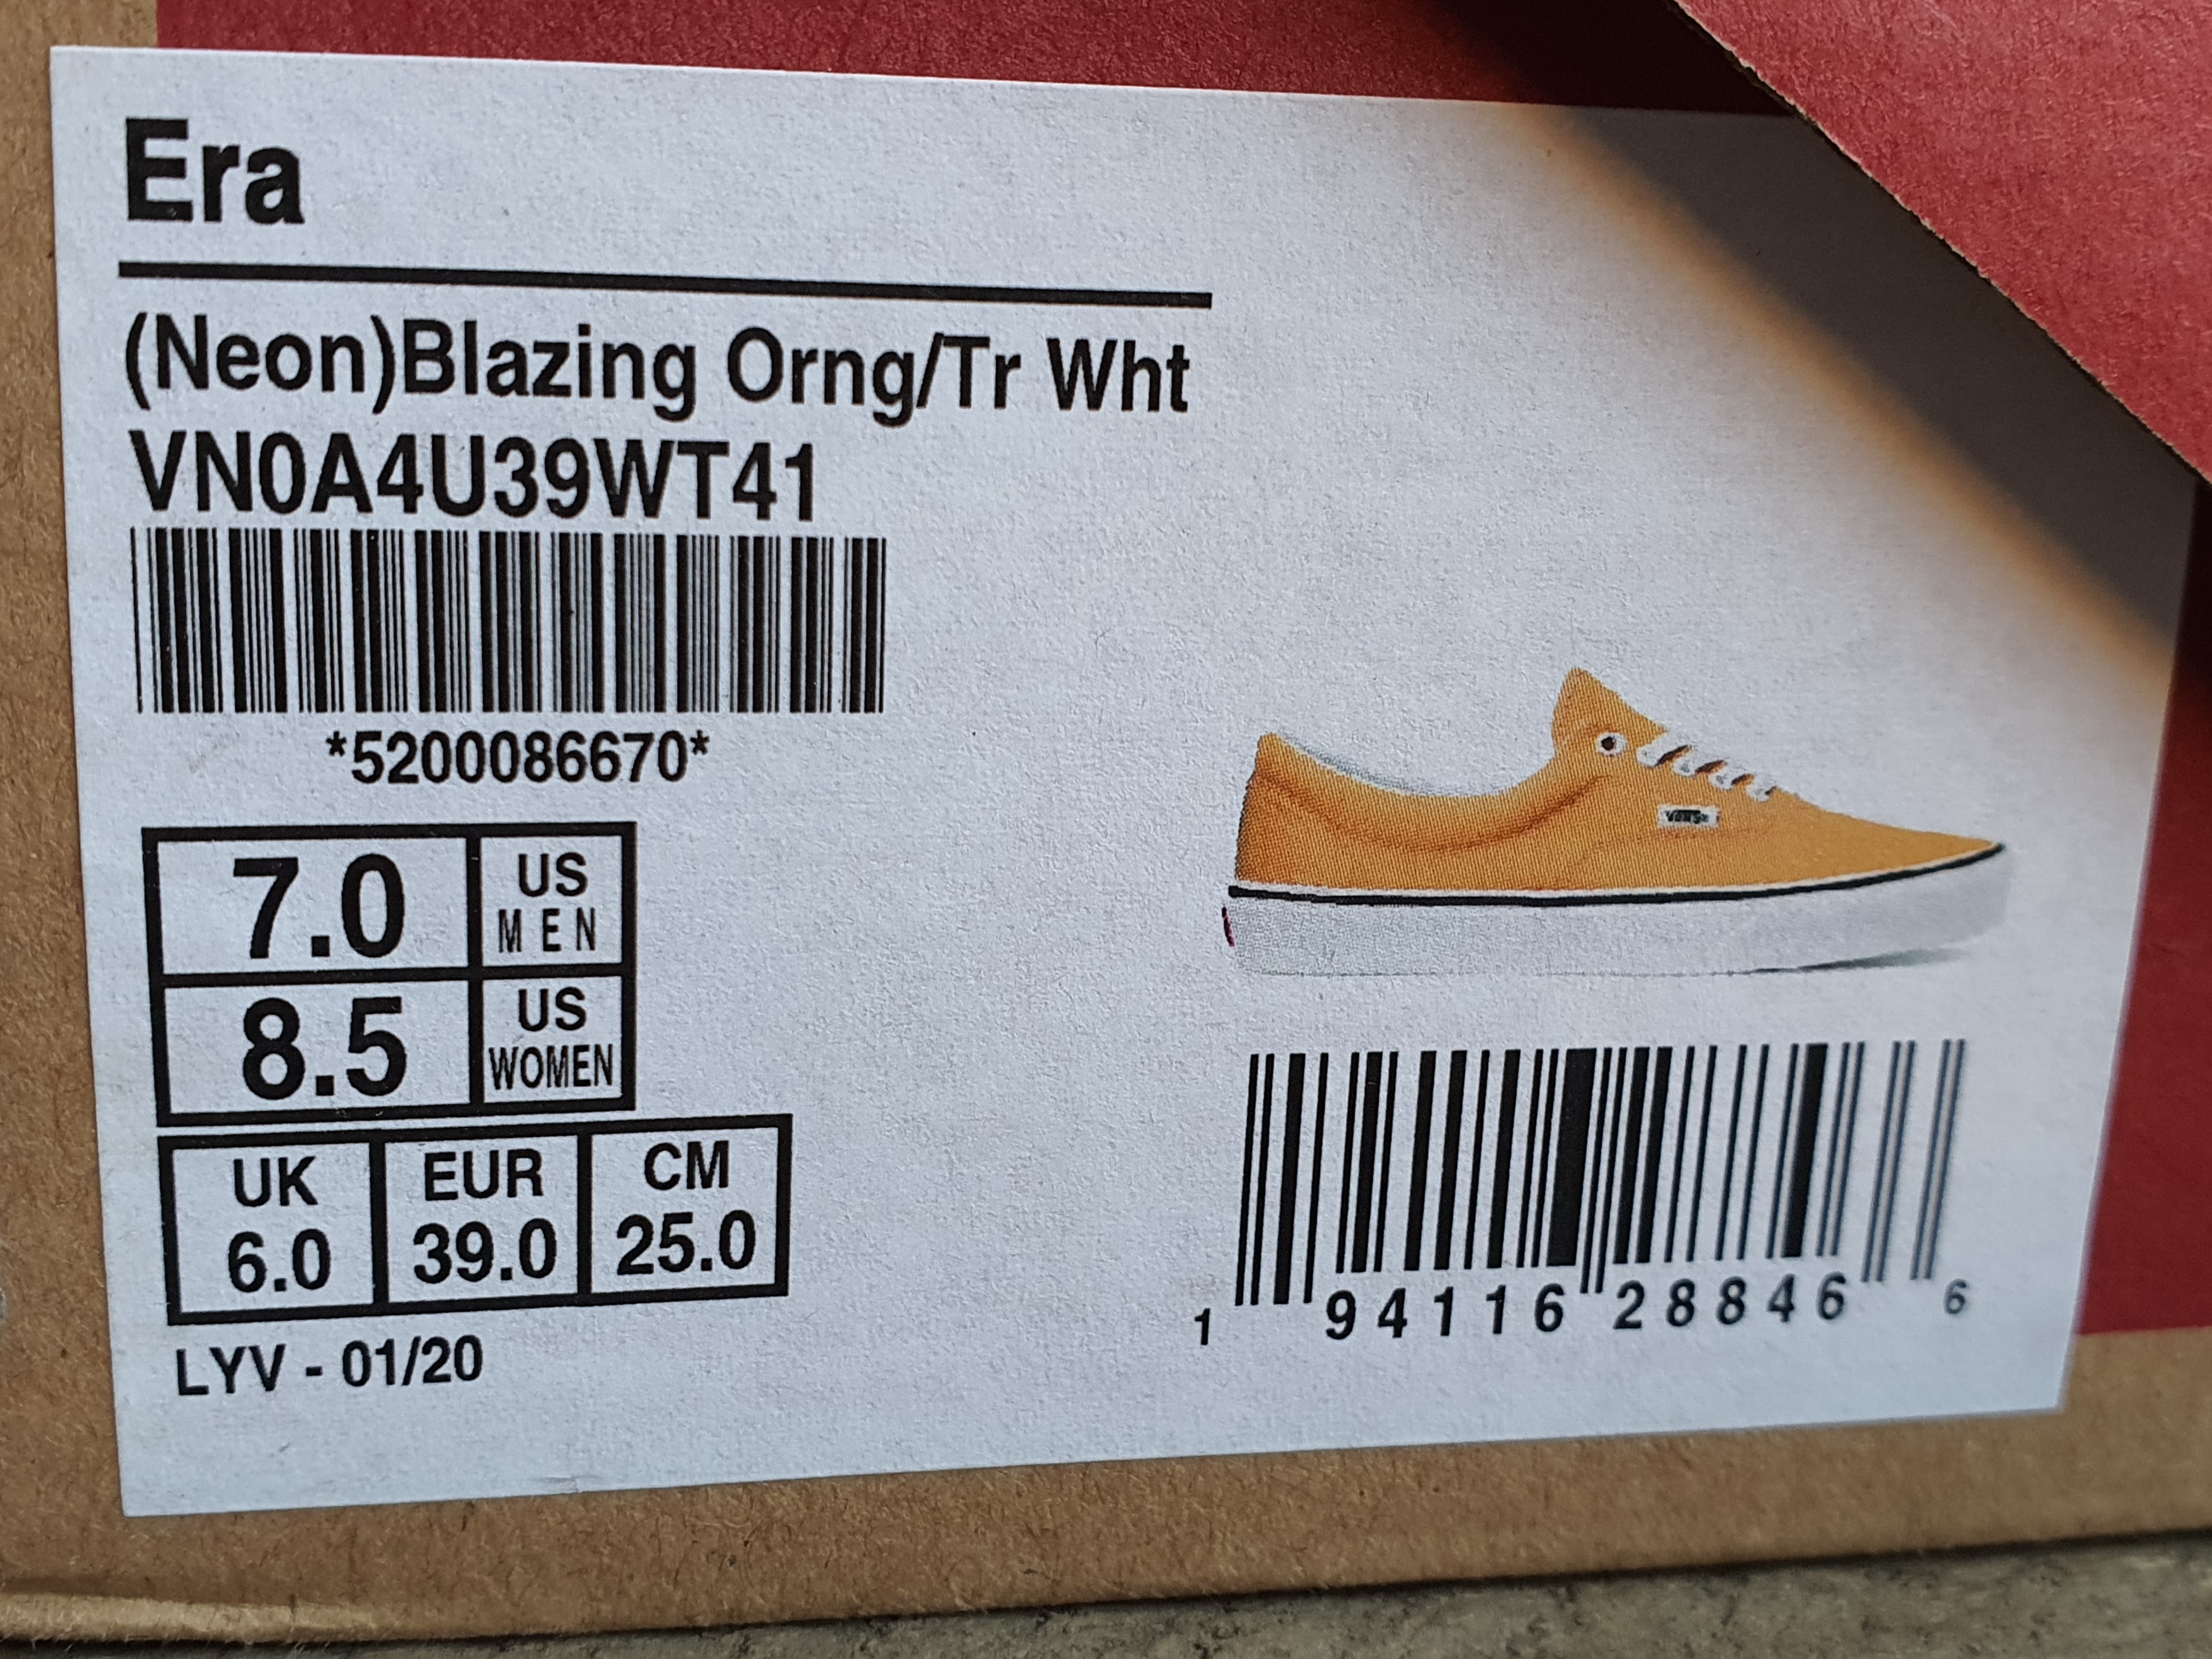 Era
(Neon)Blazing Orng/Tr Wht
VN0A4U39WT41
*5200086670*
7.0 US MEN
8.5 US WOMEN
UK EUR CM
6.0 39.0 25.0
LYV - 01/20
VANS
1 94116 28846 6